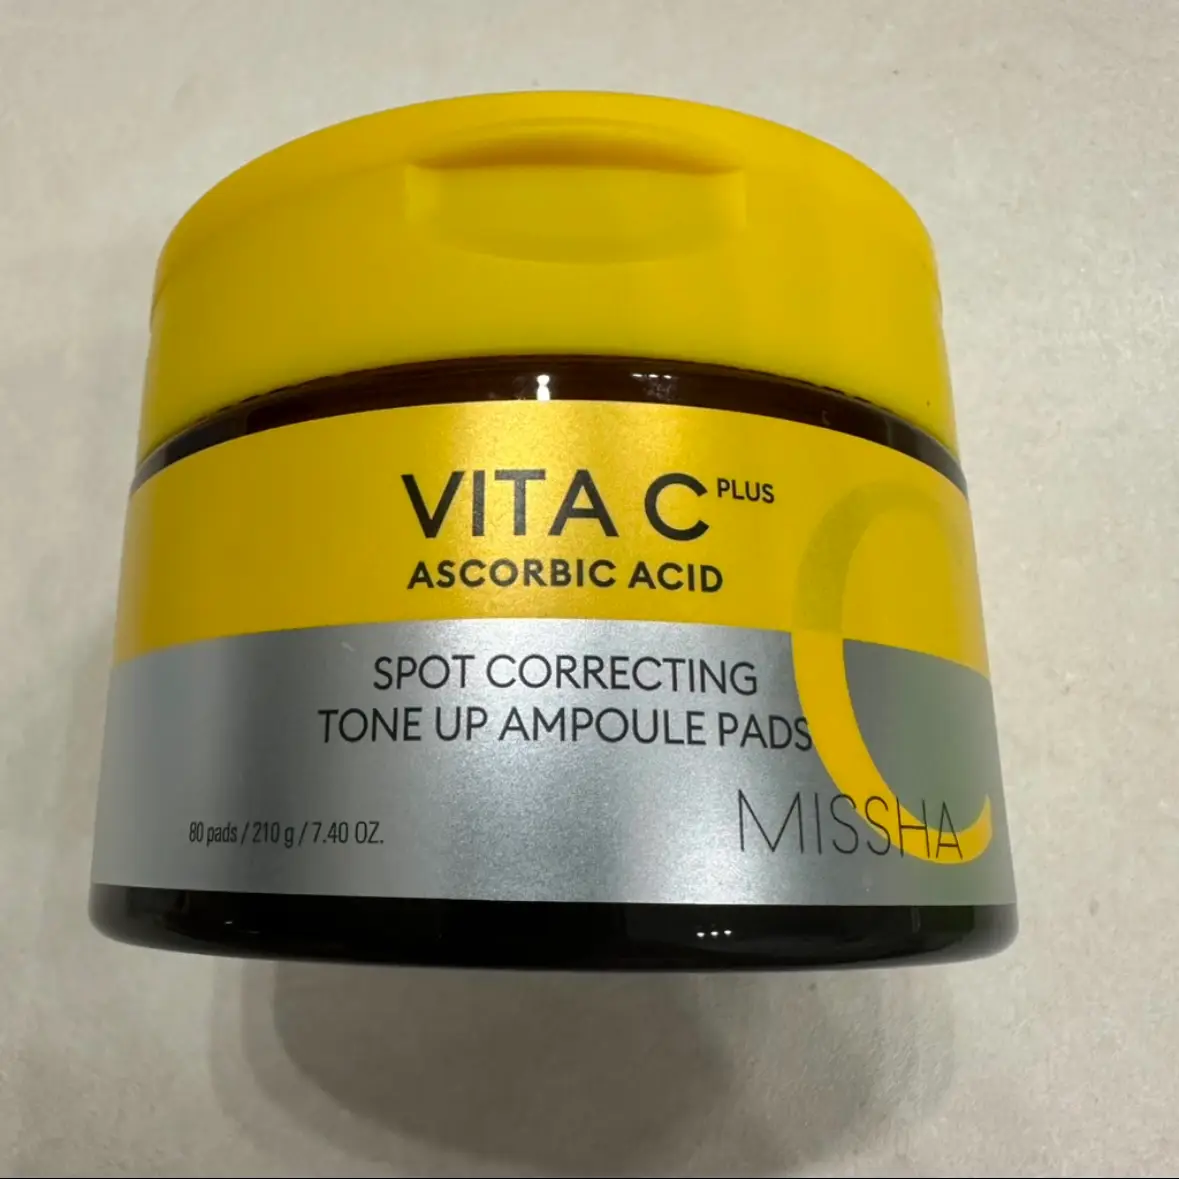 VITA C PLUS
ASCORBIC ACID
SPOT CORRECTING
TONE UP AMPOULE PADS
80 pads / 210 g / 7.40 OZ.
MISSHA